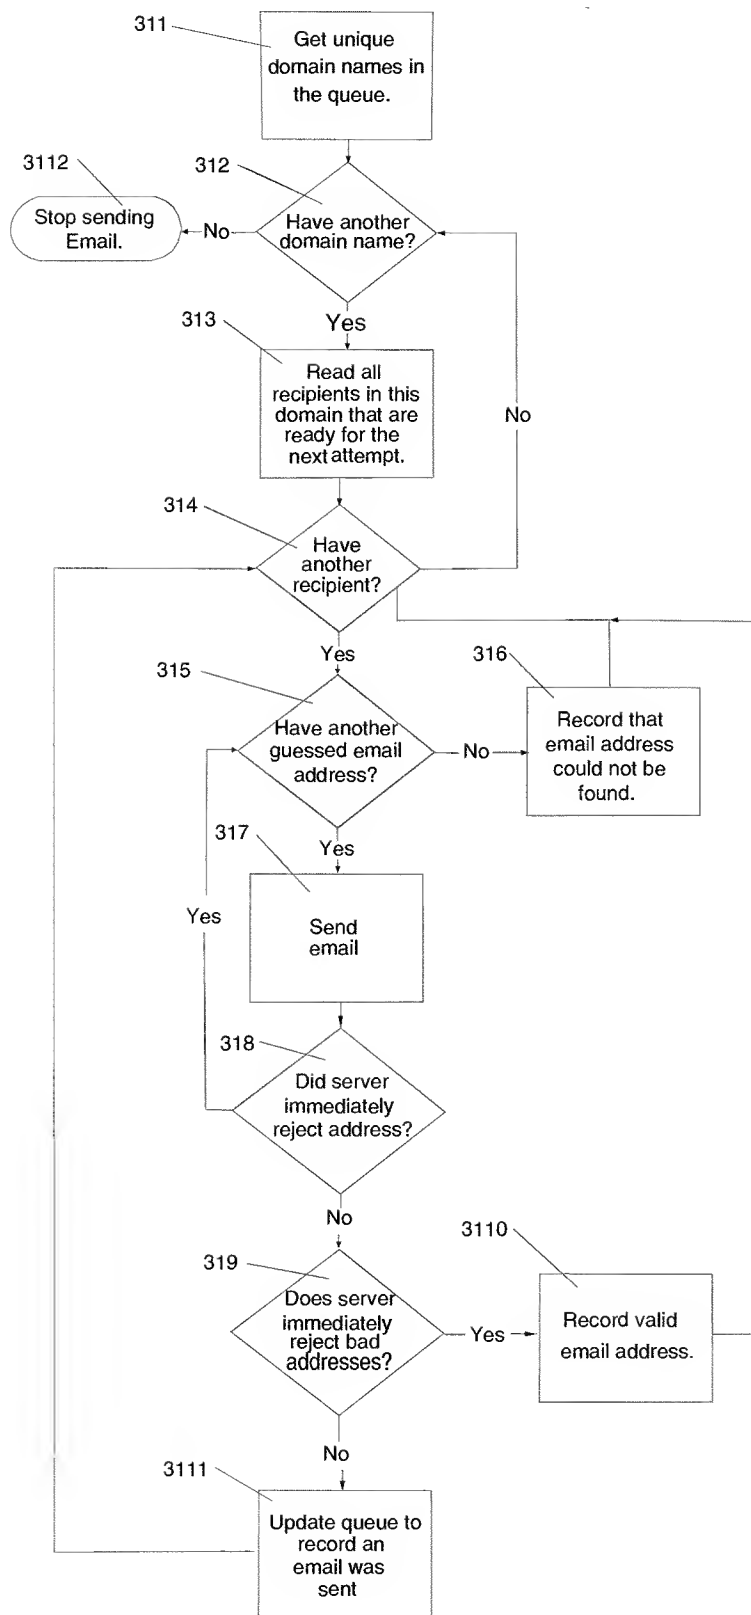 311
Get unique
domain names in
the queue.
3112
312
Stop sending
Email.
No
Have another
domain name?
Yes
313
Read all
recipients in this
domain that are
ready for the
next attempt.
No
314
Have
another
recipient?
Yes
315
316
Have another
guessed email
address?
No
Record that
email address
could not be
found.
317
Yes
Yes
Send
email
318
Did server
immediately
reject address?
No
3110
319
Does server
immediately
reject bad
addresses?
Yes
Record valid
email address.
No
3111
Update queue to
record an
email was
sent